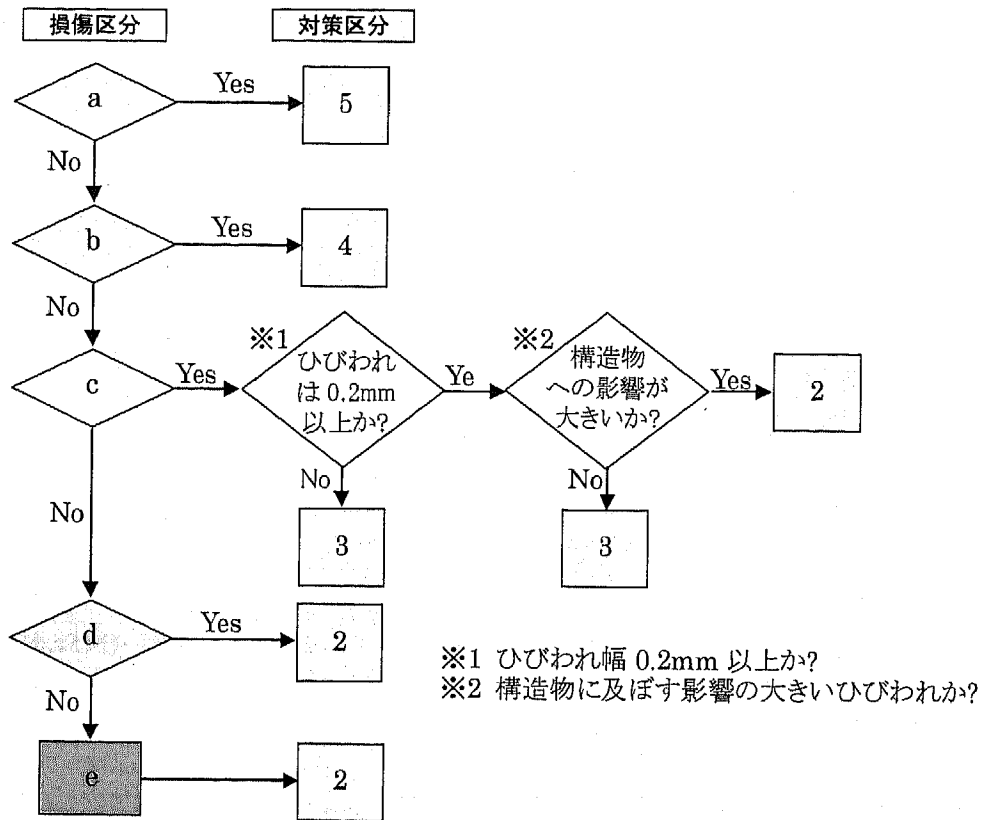 損傷区分
対策区分
a
Yes
5
No
b
Yes
4
No
c
Yes
※1
ひびわれ
は 0.2mm
以上か?
Ye
※2
構造物
への影響が
大きいか?
Yes
2
No
3
No
3
No
d
Yes
2
※1 ひびわれ幅 0.2mm 以上か?
※2 構造物に及ぼす影響の大きいひびわれか?
No
e
2